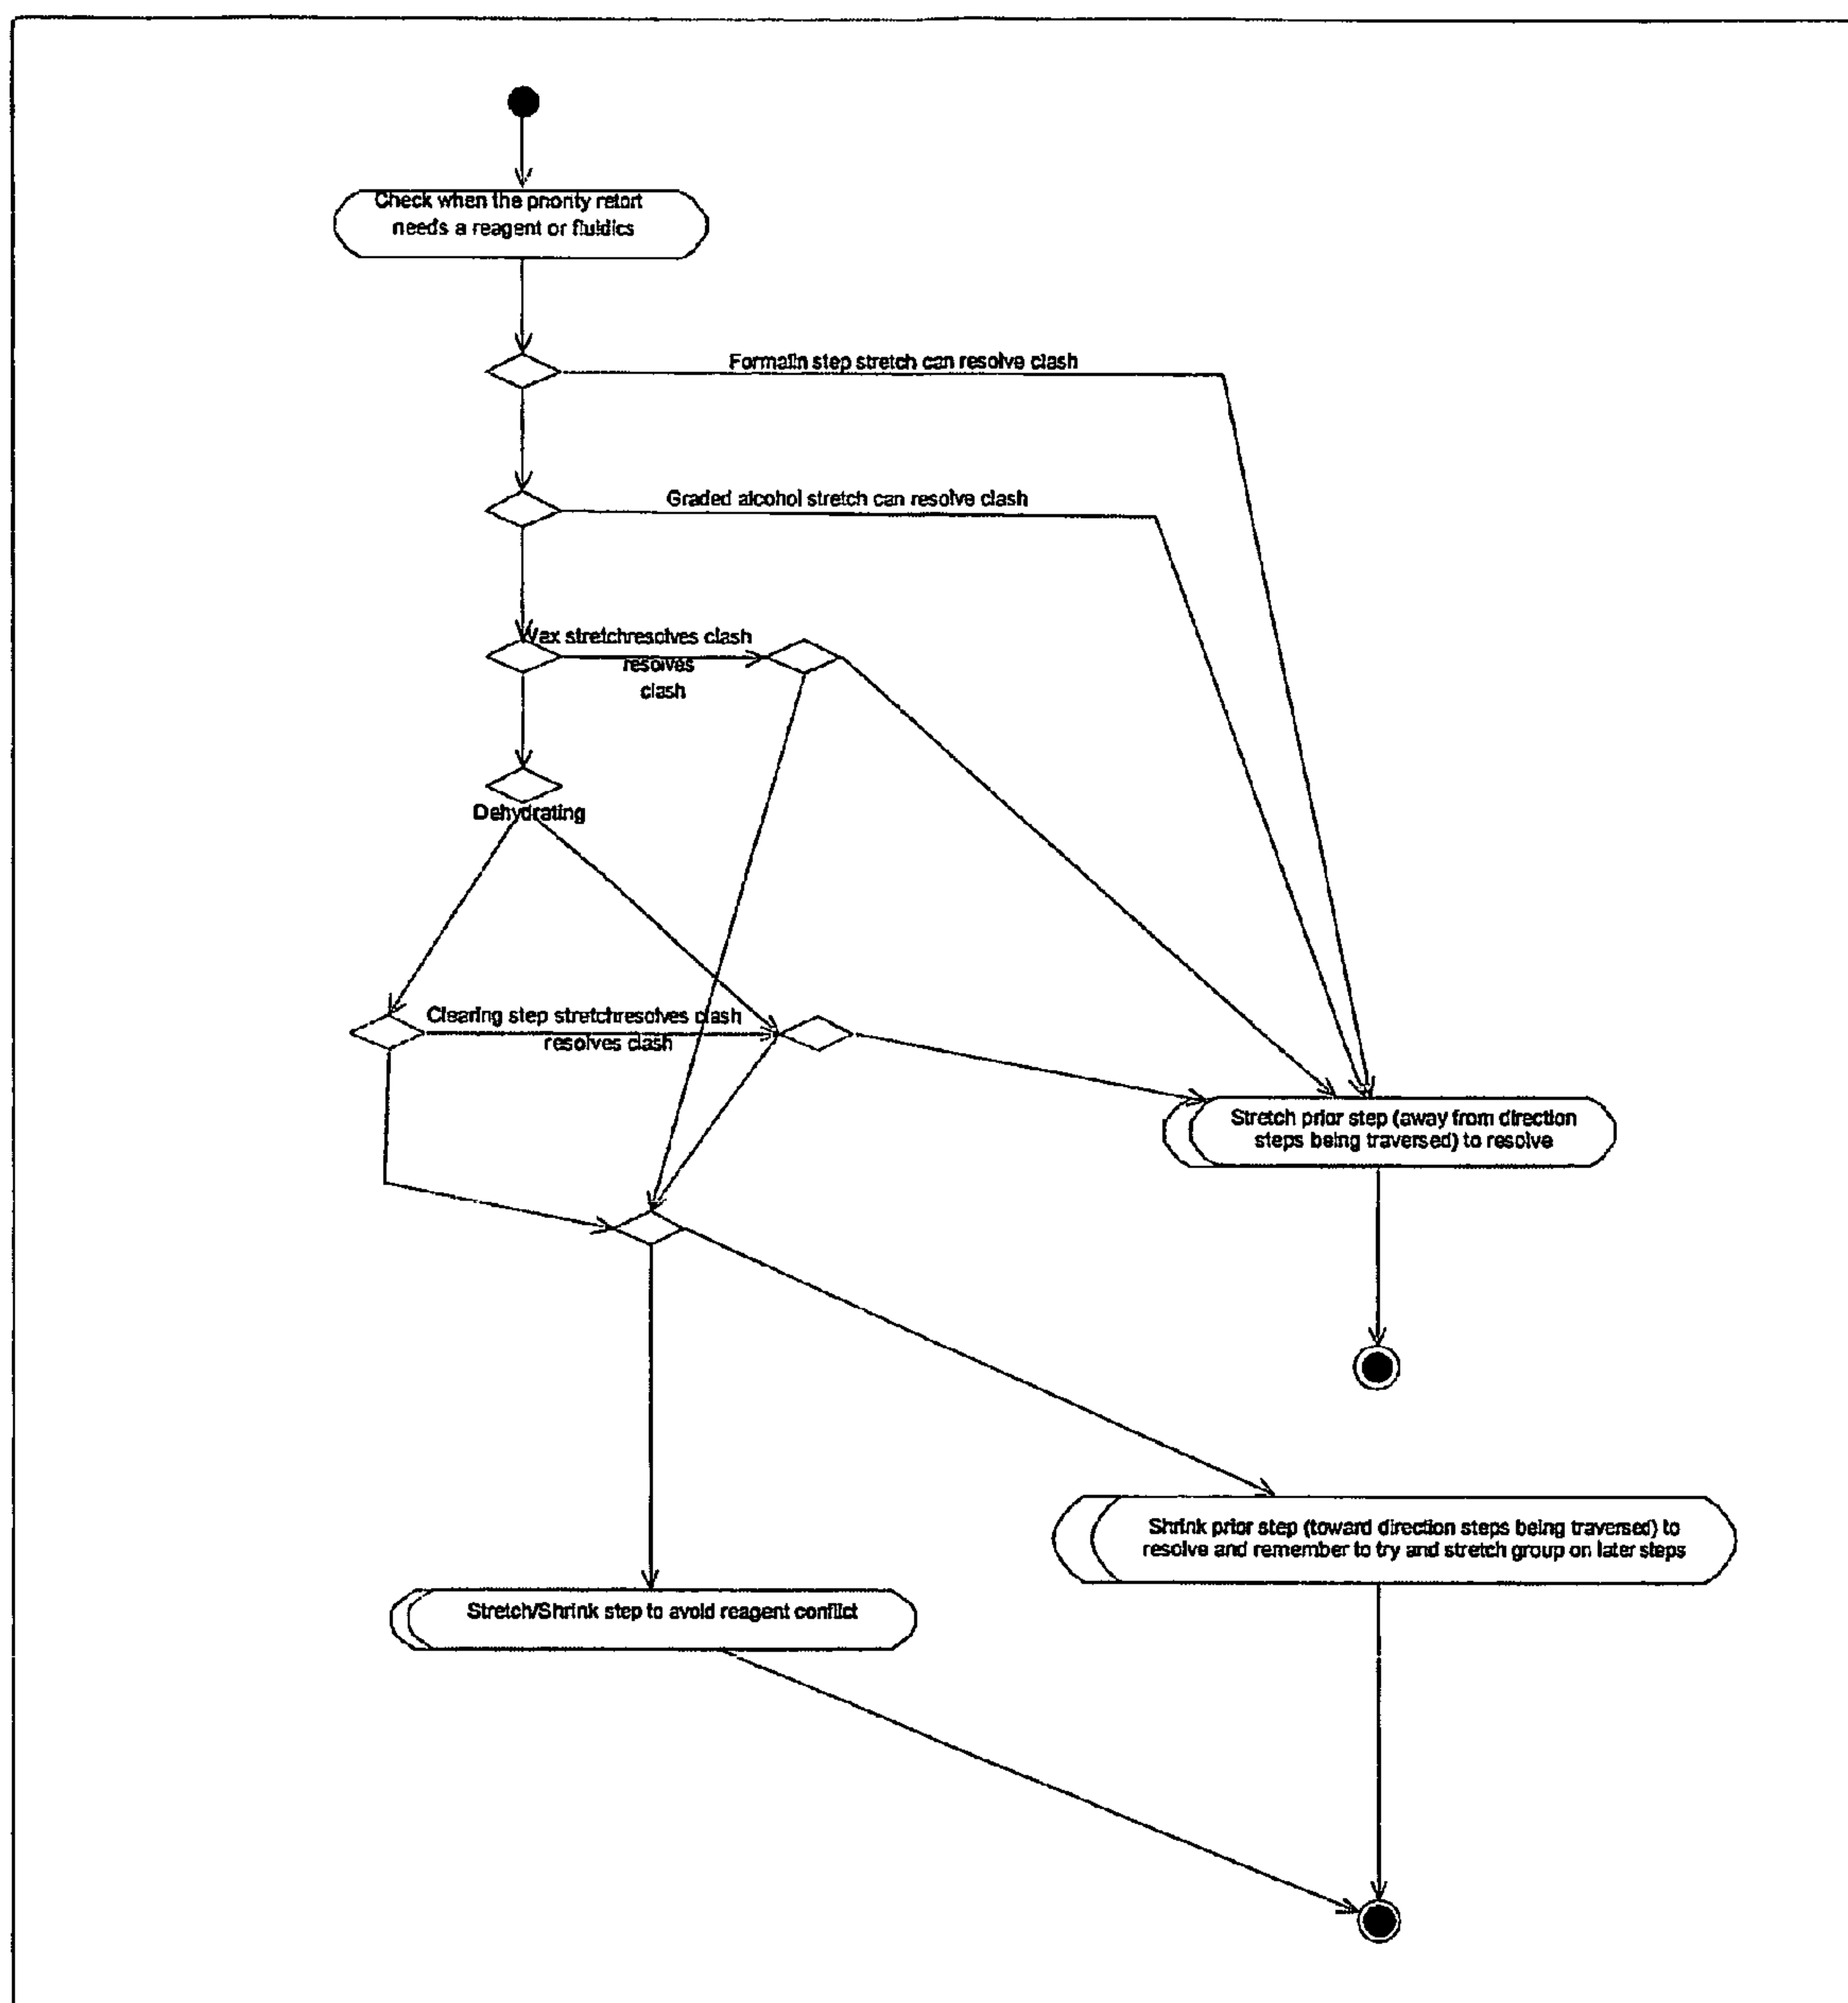 Check when the priority retort
needs a reagent or fluidics
Formalin step stretch can resolve clash
Graded alcohol stretch can resolve clash
Wax stretchresolves clash
resolves
clash
Dehydrating
Clearing step stretchresolves clash
resolves clash
Stretch prior step (away from direction
steps being traversed) to resolve
Shrink prior step (toward direction steps being traversed) to
resolve and remember to try and stretch group on later steps
Stretch/Shrink step to avoid reagent conflict